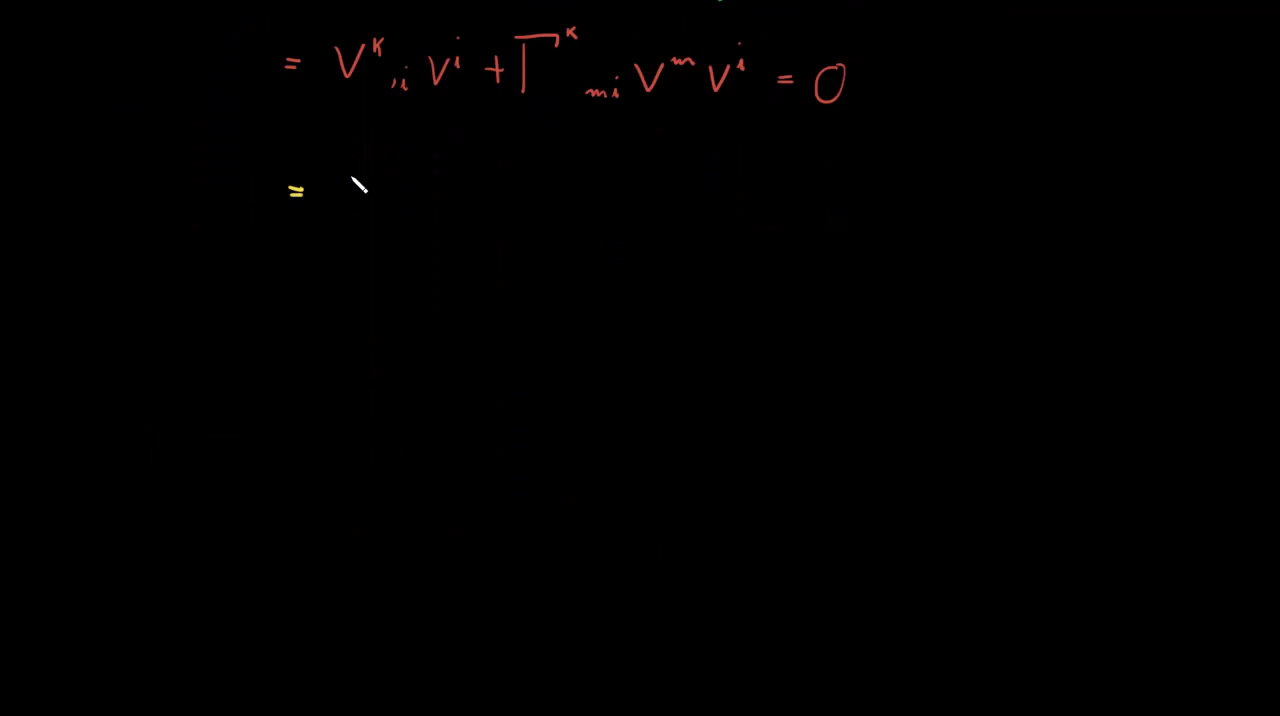 = V^k_{,i} V^i + Γ^k_{mi} V^m V^i = 0
=